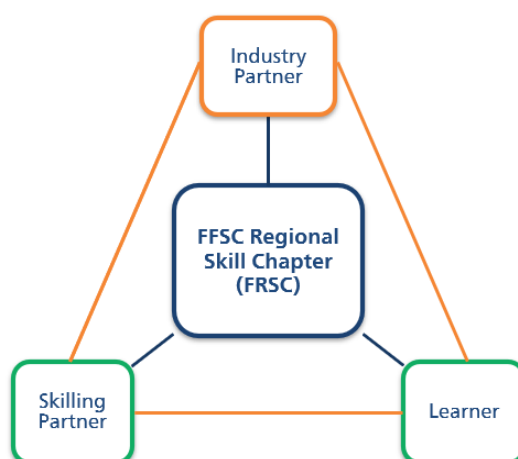 Industry
Partner
FFSC Regional
Skill Chapter
(FRSC)
Skilling
Partner
Learner